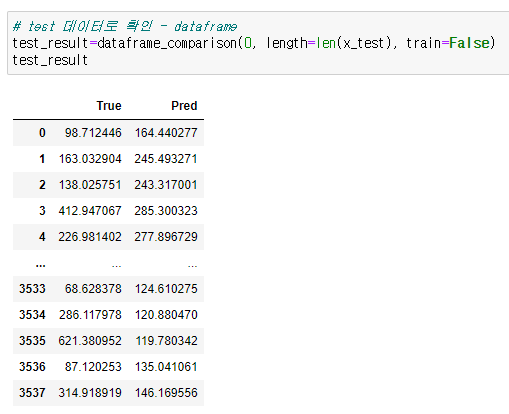 # test 데이터로 확인 - dataframe
test_result=dataframe_comparison(0, length=len(x_test), train=False)
test_result
True Pred
0 98.712446 164.440277
1 163.032904 245.493271
2 138.025751 243.317001
3 412.947067 285.300323
4 226.981402 277.896729
... ... ...
3533 68.628378 124.610275
3534 286.117978 120.880470
3535 621.380952 119.780342
3536 87.120253 135.041061
3537 314.918919 146.169556